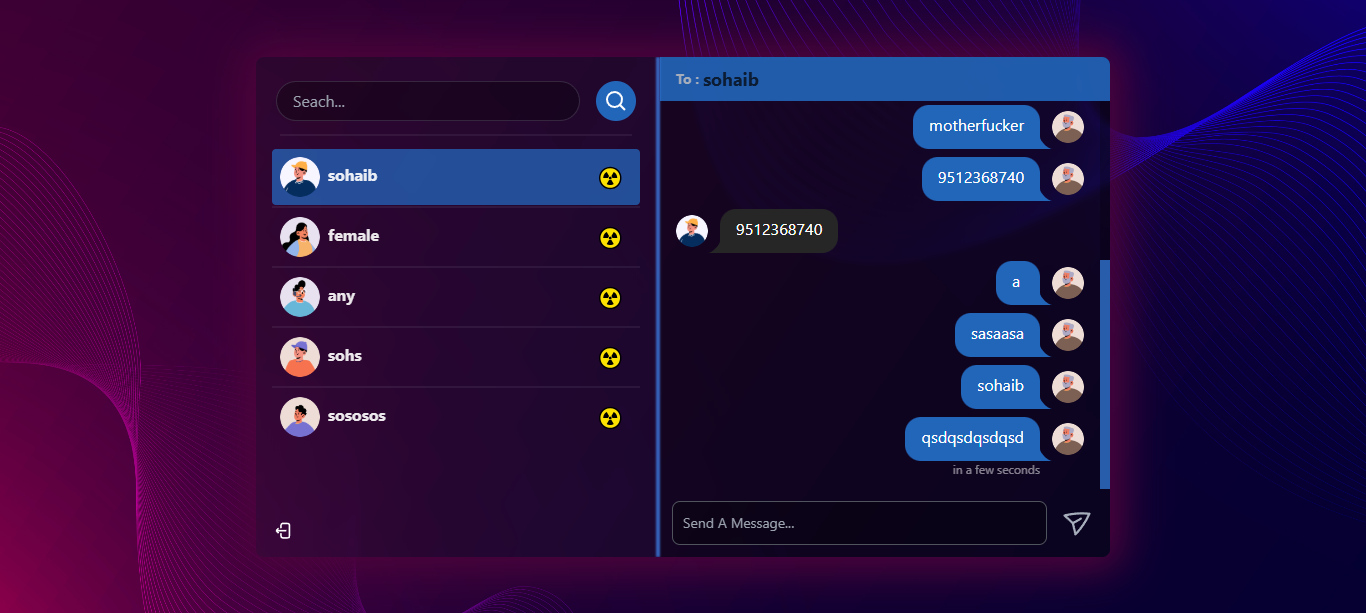 Seach...
sohaib
female
any
sohs
sososos
To : sohaib
motherfucker
9512368740
9512368740
a
sasaasa
sohaib
qsdqsdqsdqsd
in a few seconds
Send A Message...